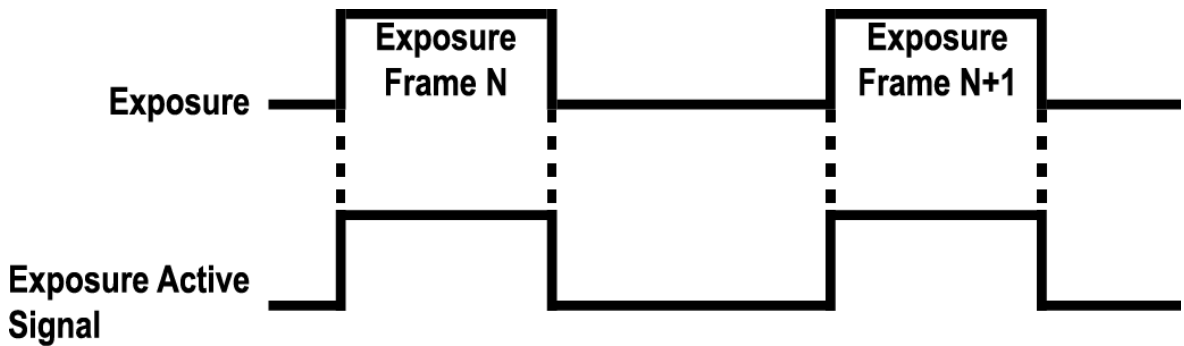 Exposure
Frame N
Exposure
Frame N+1
Exposure
Exposure Active
Signal